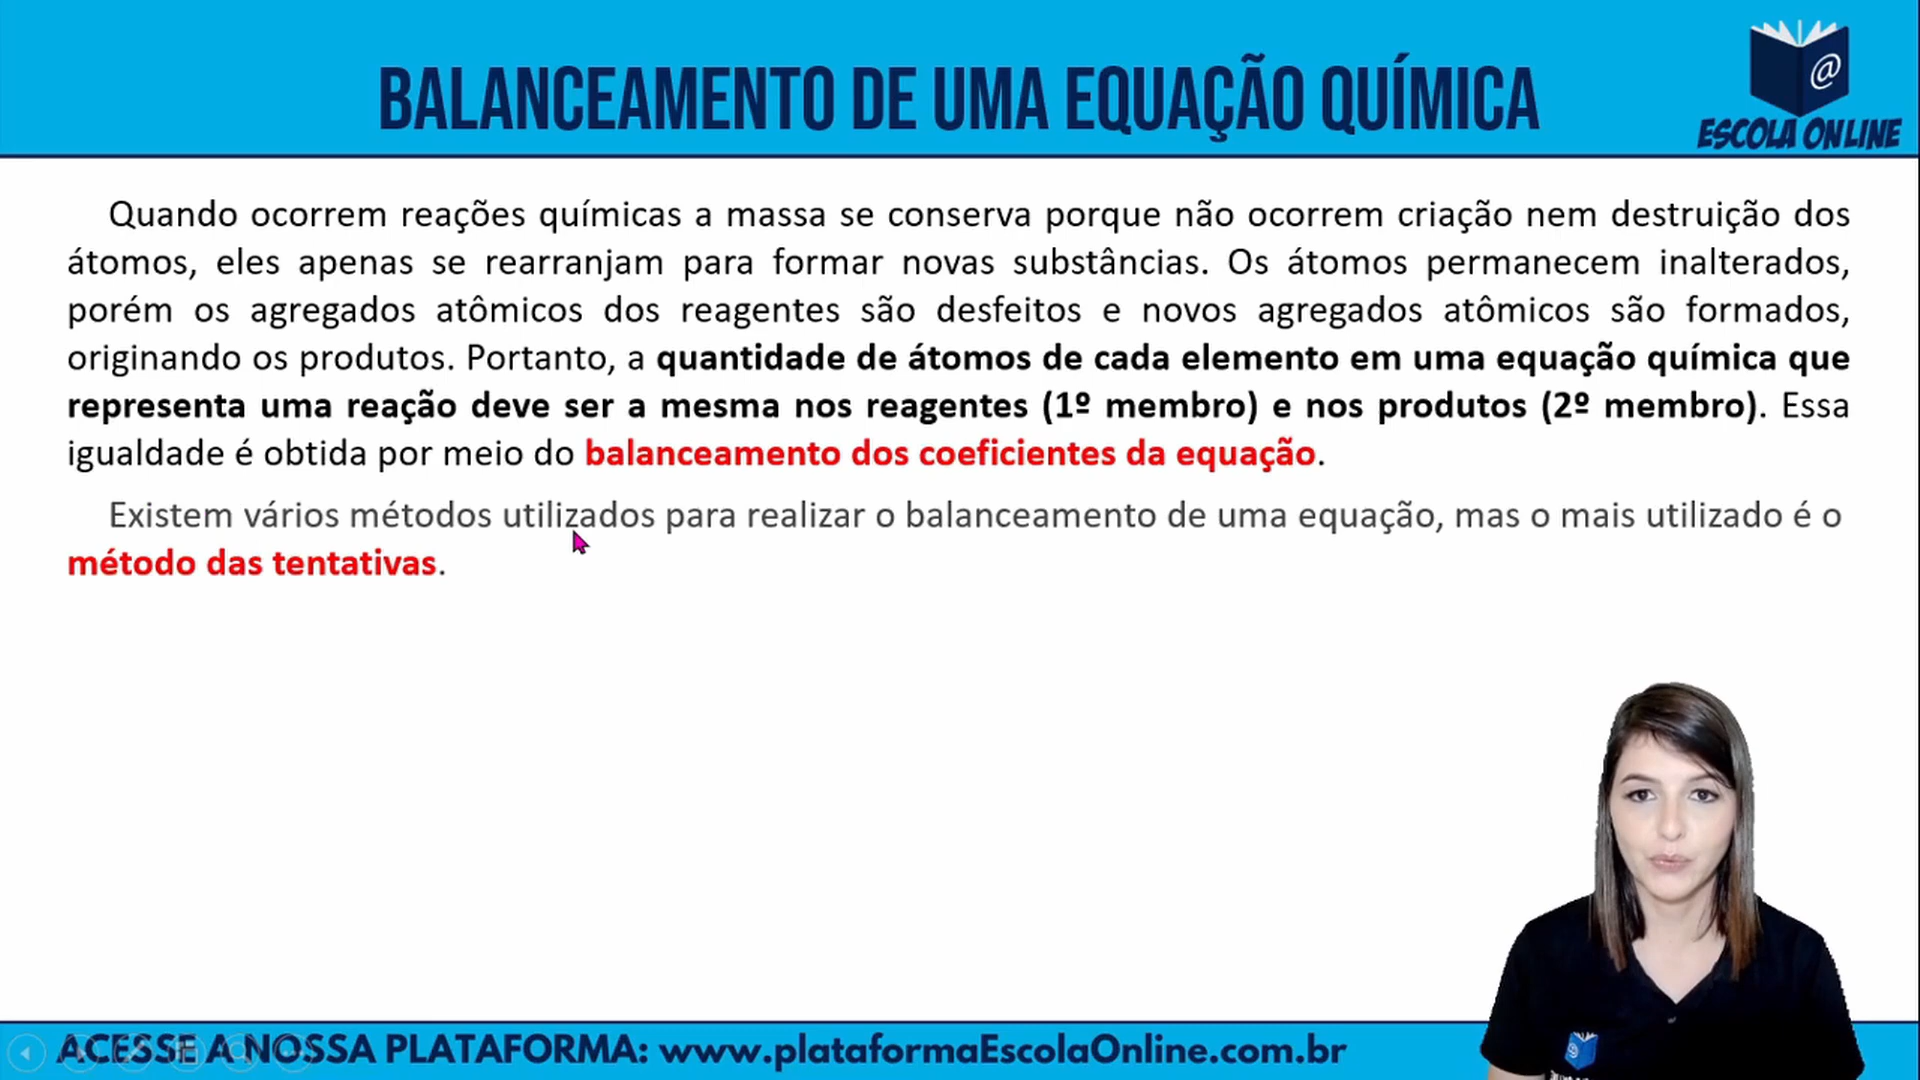 BALANCEAMENTO DE UMA EQUAÇÃO QUÍMICA
@
ESCOLA ONLINE
Quando ocorrem reações químicas a massa se conserva porque não ocorrem criação nem destruição dos
átomos, eles apenas se rearranjam para formar novas substâncias. Os átomos permanecem inalterados,
porém os agregados atômicos dos reagentes são desfeitos e novos agregados atômicos são formados,
originando os produtos. Portanto, a quantidade de átomos de cada elemento em uma equação química que
representa uma reação deve ser a mesma nos reagentes (1º membro) e nos produtos (2º membro). Essa
igualdade é obtida por meio do balanceamento dos coeficientes da equação.
Existem vários métodos utilizados para realizar o balanceamento de uma equação, mas o mais utilizado é o
método das tentativas.
ACESSE A NOSSA PLATAFORMA: www.plataformaEscolaOnline.com.br